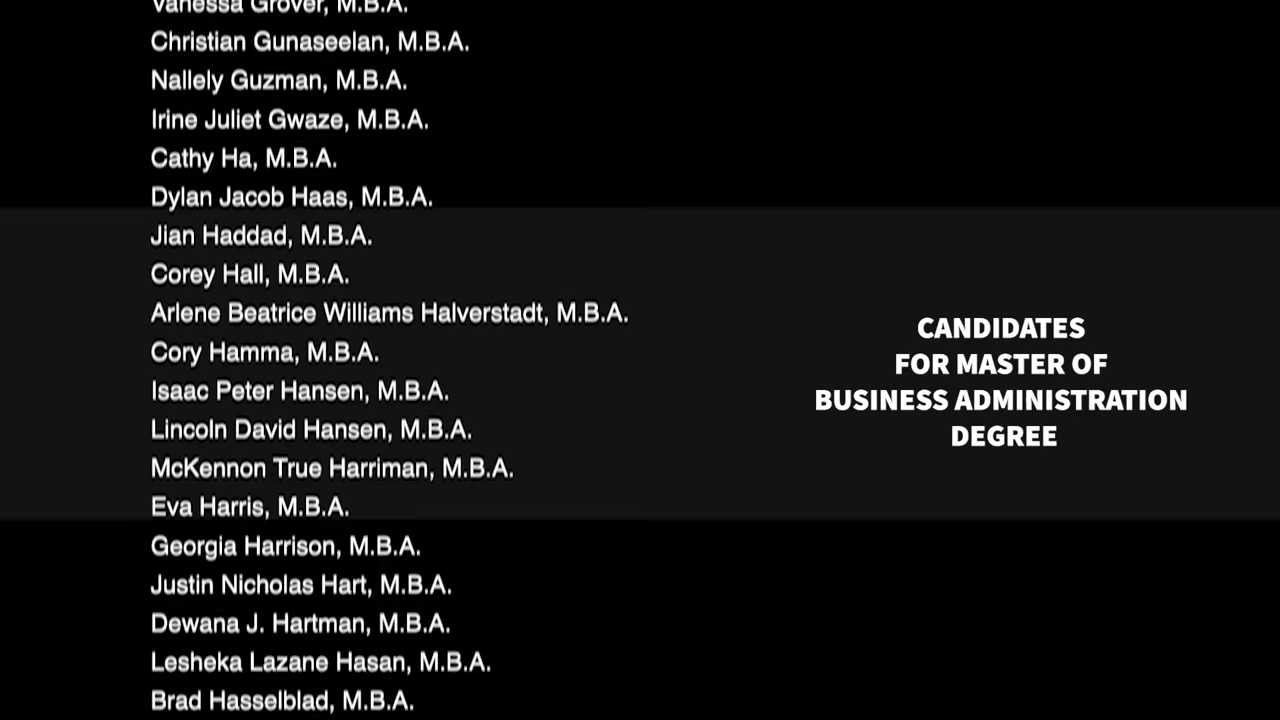 Vanessa Grover, M.B.A.
Christian Gunaseelan, M.B.A.
Nallely Guzman, M.B.A.
Irine Juliet Gwaze, M.B.A.
Cathy Ha, M.B.A.
Dylan Jacob Haas, M.B.A.
Jian Haddad, M.B.A.
Corey Hall, M.B.A.
Arlene Beatrice Williams Halverstadt, M.B.A.
Cory Hamma, M.B.A.
Isaac Peter Hansen, M.B.A.
Lincoln David Hansen, M.B.A.
McKennon True Harriman, M.B.A.
Eva Harris, M.B.A.
Georgia Harrison, M.B.A.
Justin Nicholas Hart, M.B.A.
Dewana J. Hartman, M.B.A.
Lesheka Lazane Hasan, M.B.A.
Brad Hasselblad, M.B.A.
CANDIDATES
FOR MASTER OF
BUSINESS ADMINISTRATION
DEGREE